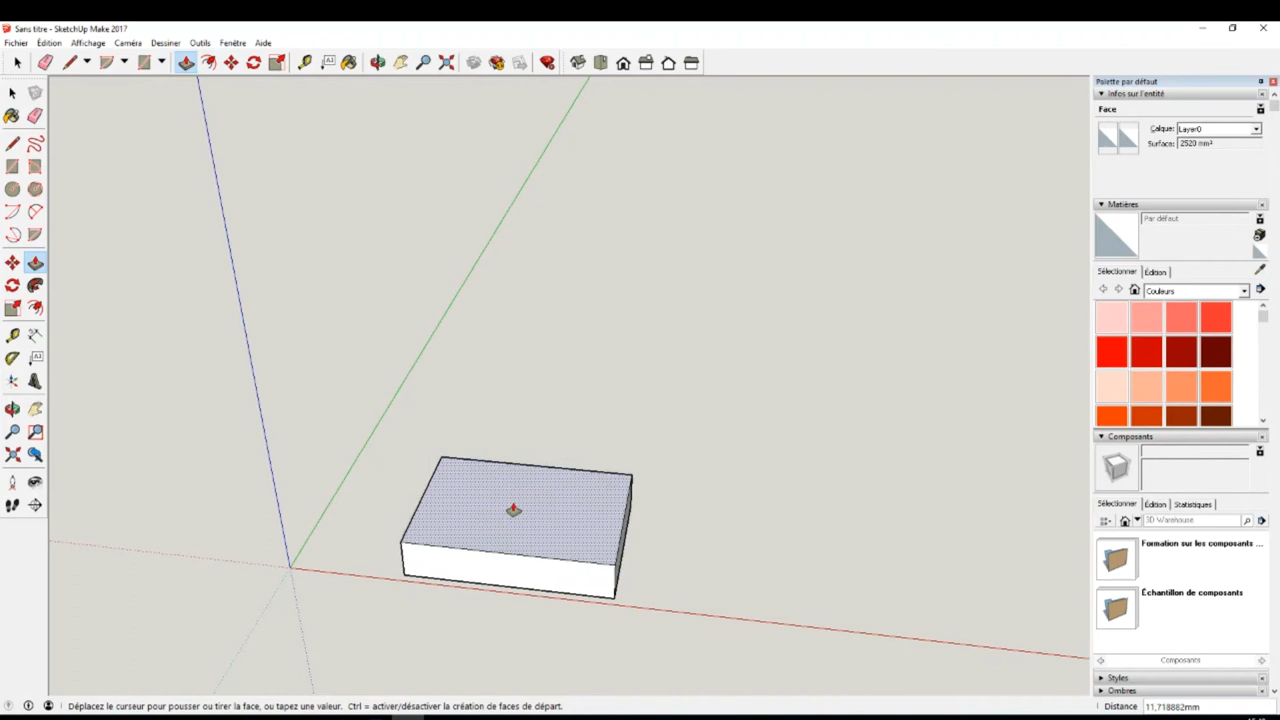 Sans titre - SketchUp Make 2017
Fichier Édition Affichage Caméra Dessiner Outils Fenêtre Aide
Palette par défaut
Infos sur l'entité
Face
Calque: Layer0
Surface: 2520 mm²
Matières
Par défaut
Sélectionner Édition
Couleurs
Composants
Sélectionner Édition Statistiques
3D Warehouse
Formation sur les composants ...
Échantillon de composants
Composants
Styles
Ombres
Déplacez le curseur pour pousser ou tirer la face, ou tapez une valeur. Ctrl = activer/désactiver la création de faces de départ.
Distance 11,718882mm